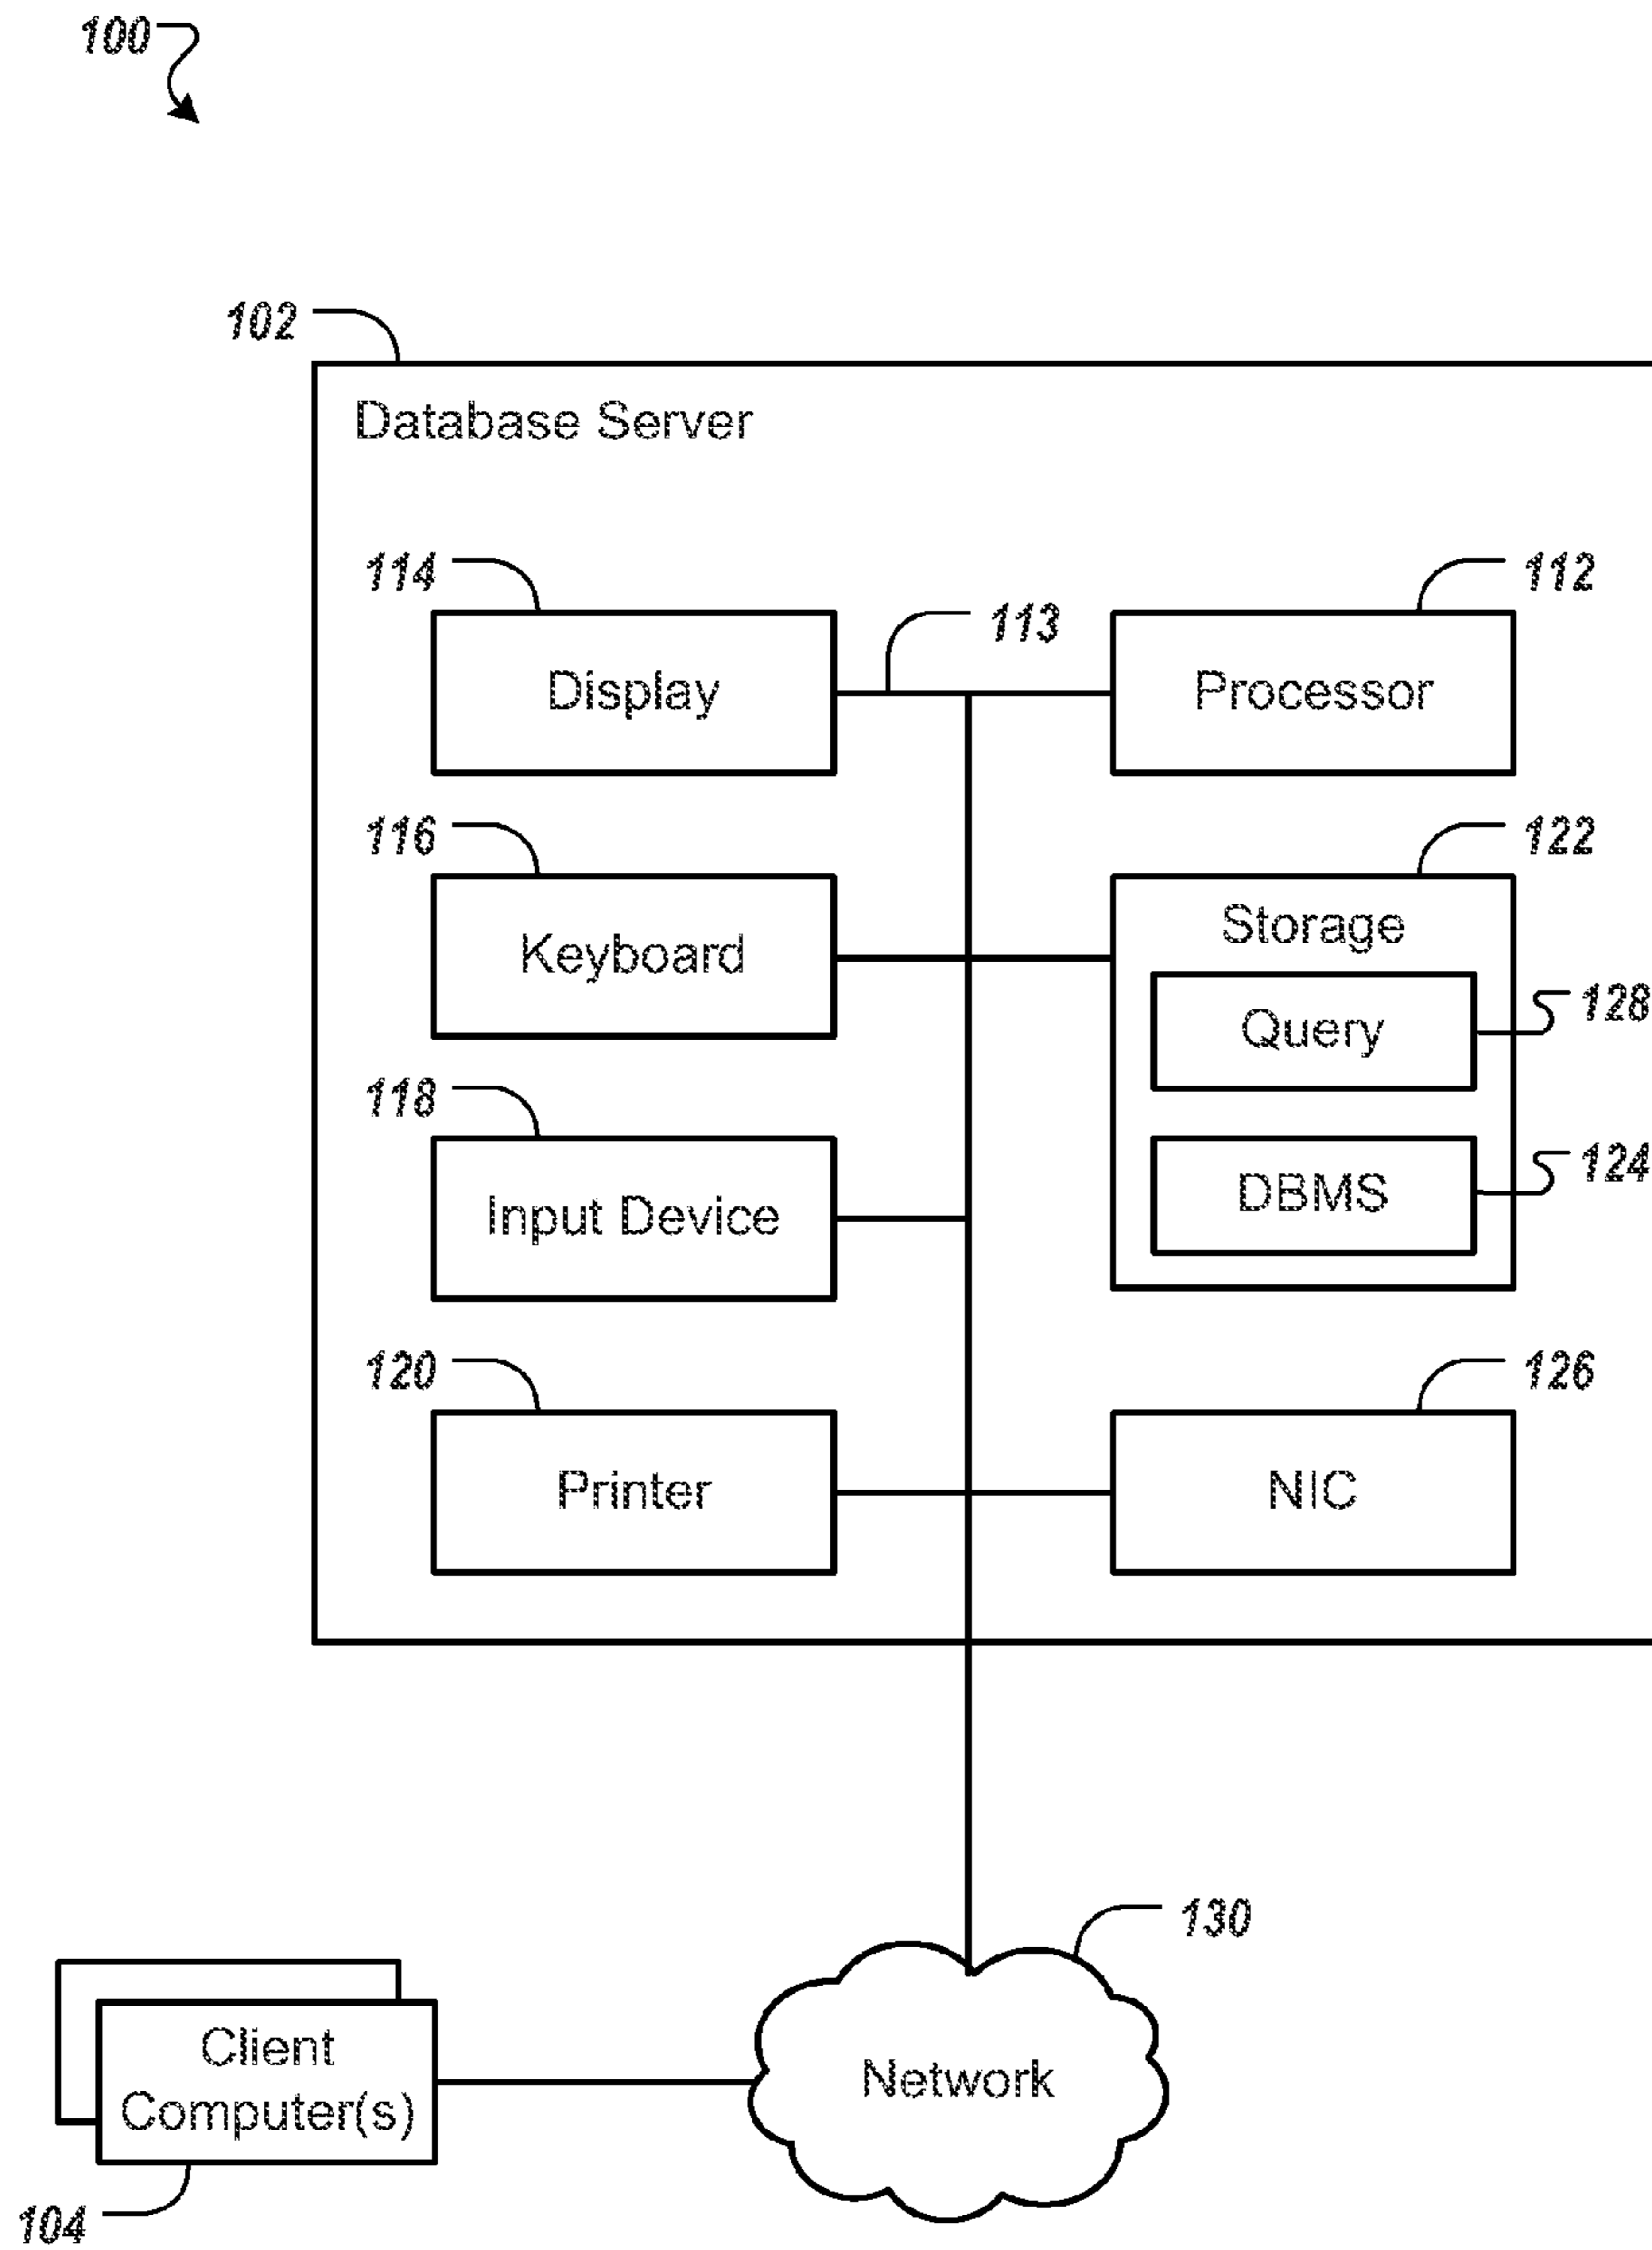 100
102
Database Server
114
113
112
Display
Processor
116
122
Keyboard
Storage
Query
128
118
Input Device
DBMS
124
120
126
Printer
NIC
130
Client
Computer(s)
Network
104